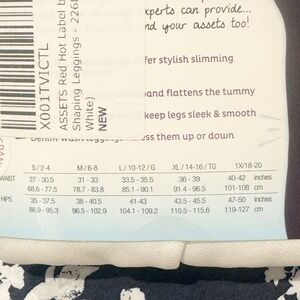 xperts can provide...
nd your assets too!
X001TVICTL
ASSETS Red Hot Label b
Shaping Leggings - 226
White)
NEW
fer stylish slimming
and flattens the tummy
keep legs sleek & smooth
Denim wash leggings
ss them up or down.
S/2-4 M/6-8 L/10-12/G XL/14-16/TG 1X/18-20
WAIST 27-30.5 31-33 33.5-35.5 36-39 40-42 inches
68.6-77.5 78.7-83.8 85.1-90.1 91.4-96.5 101-108 cm
HIPS 35-37.5 38-40.5 41-43 43.5-45.5 47-50 inches
88.9-95.3 96.5-102.9 104.1-109.2 110.5-115.6 119-127 cm